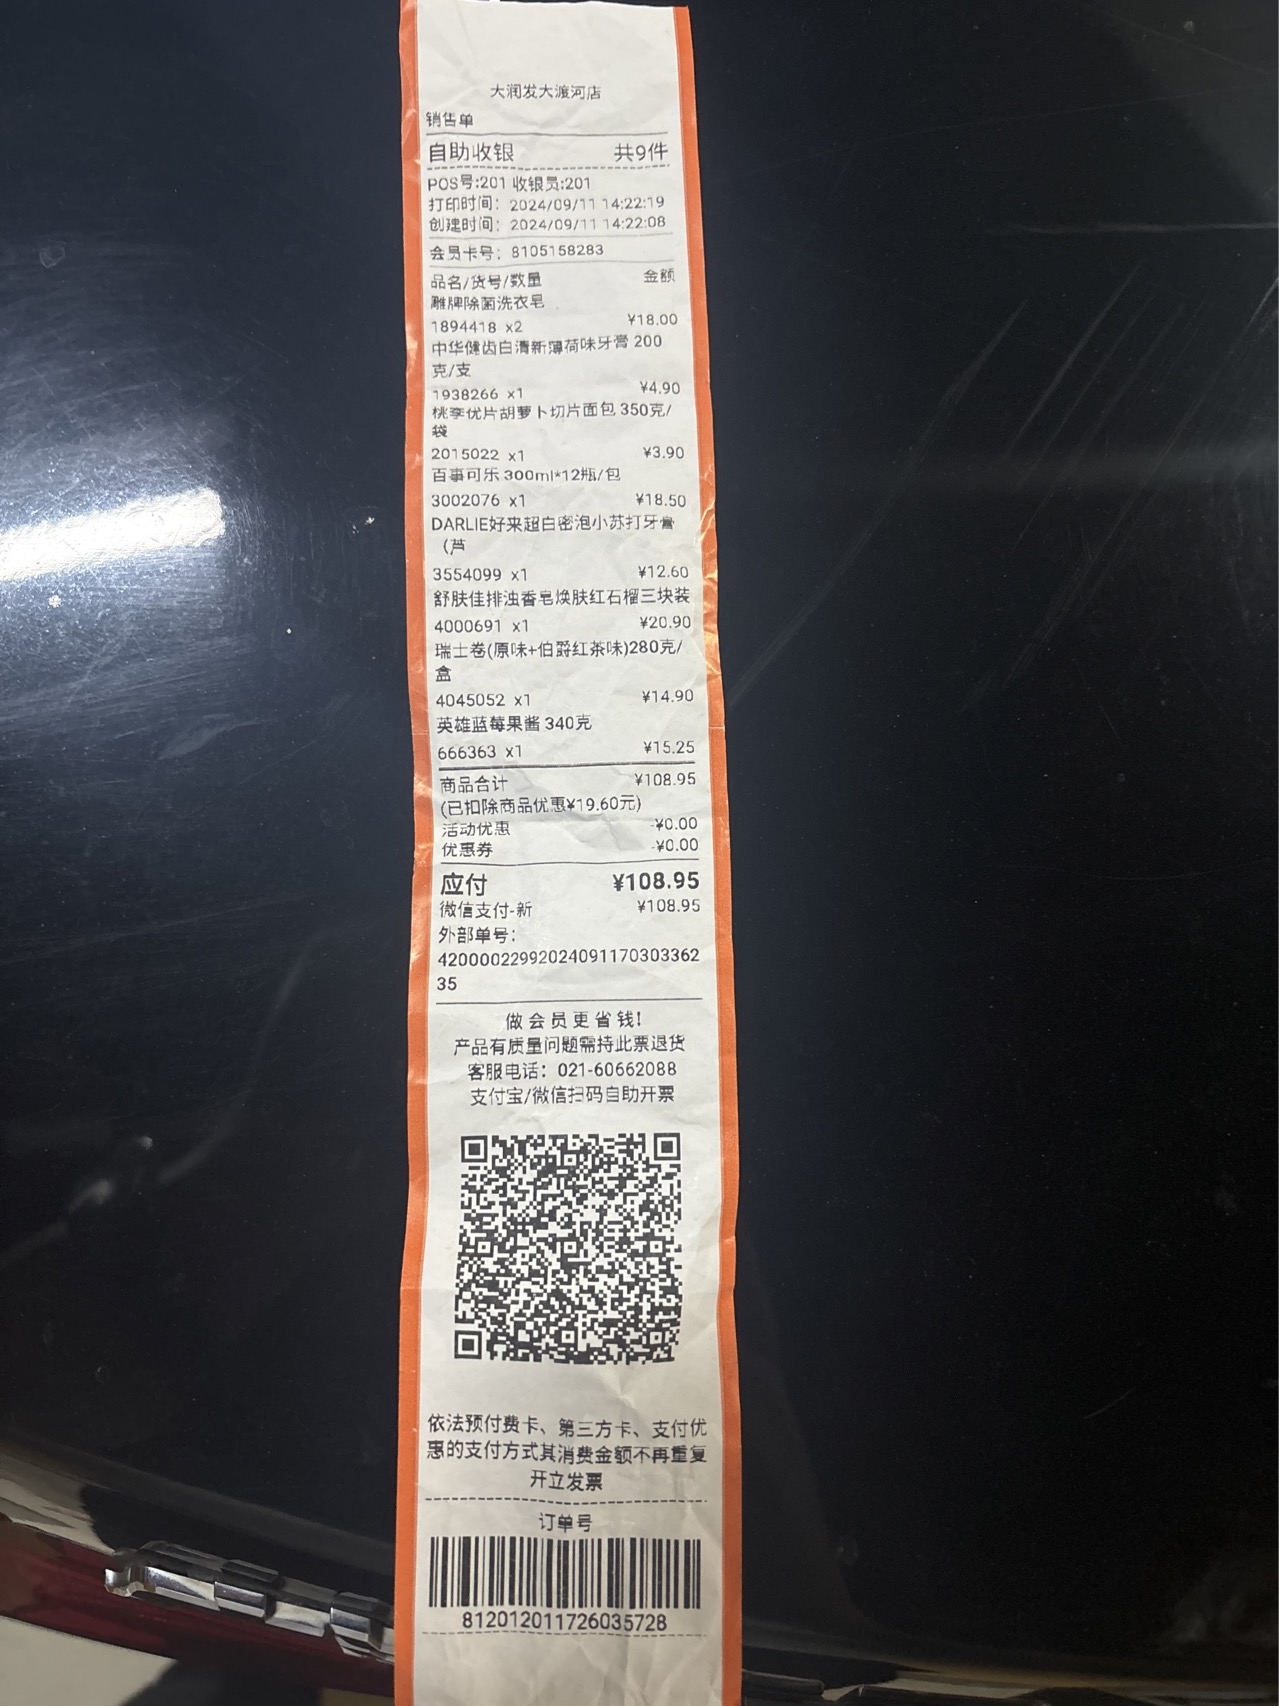 大润发大渡河店
销售单
自助收银 共9件
POS号:201 收银员:201
打印时间: 2024/09/11 14:22:19
创建时间: 2024/09/11 14:22:08
会员卡号: 8105158283
品名/货号/数量 金额
雕牌除菌洗衣皂
1894418 x2 ¥18.00
中华健齿白清新薄荷味牙膏 200
克/支
1938266 x1 ¥4.90
桃李优片胡萝卜切片面包 350克/
袋
2015022 x1 ¥3.90
百事可乐 300ml*12瓶/包
3002076 x1 ¥18.50
DARLIE好来超白密泡小苏打牙膏
（芦
3554099 x1 ¥12.60
舒肤佳排浊香皂焕肤红石榴三块装
4000691 x1 ¥20.90
瑞士卷(原味+伯爵红茶味)280克/
盒
4045052 x1 ¥14.90
英雄蓝莓果酱 340克
666363 x1 ¥15.25
商品合计 ¥108.95
(已扣除商品优惠¥19.60元)
活动优惠 -¥0.00
优惠券 -¥0.00
应付 ¥108.95
微信支付-新 ¥108.95
外部单号:
42000022992024091170303362
35
做会员更省钱!
产品有质量问题需持此票退货
客服电话: 021-60662088
支付宝/微信扫码自助开票
依法预付费卡、第三方卡、支付优
惠的支付方式其消费金额不再重复
开立发票
订单号
812012011726035728